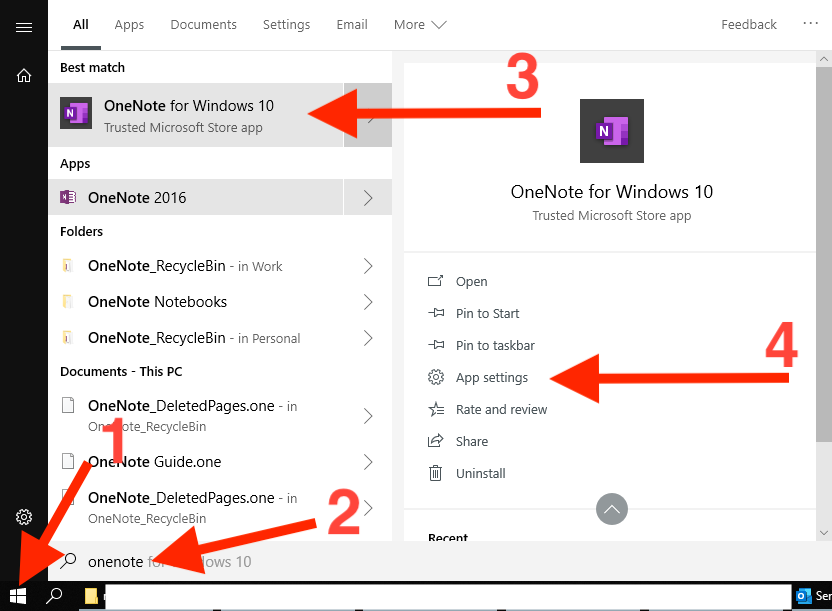 All Apps Documents Settings Email More Feedback ...
Best match
OneNote for Windows 10
Trusted Microsoft Store app
Apps
OneNote 2016
Folders
OneNote_RecycleBin - in Work
OneNote Notebooks
OneNote_RecycleBin - in Personal
Documents - This PC
OneNote_DeletedPages.one - in
OneNote_RecycleBin
OneNote Guide.one
OneNote_DeletedPages.one - in
OneNote_RecycleBin
onenote for Windows 10
OneNote for Windows 10
Trusted Microsoft Store app
Open
Pin to Start
Pin to taskbar
App settings
Rate and review
Share
Uninstall
Recent
1
2
3
4
Ser